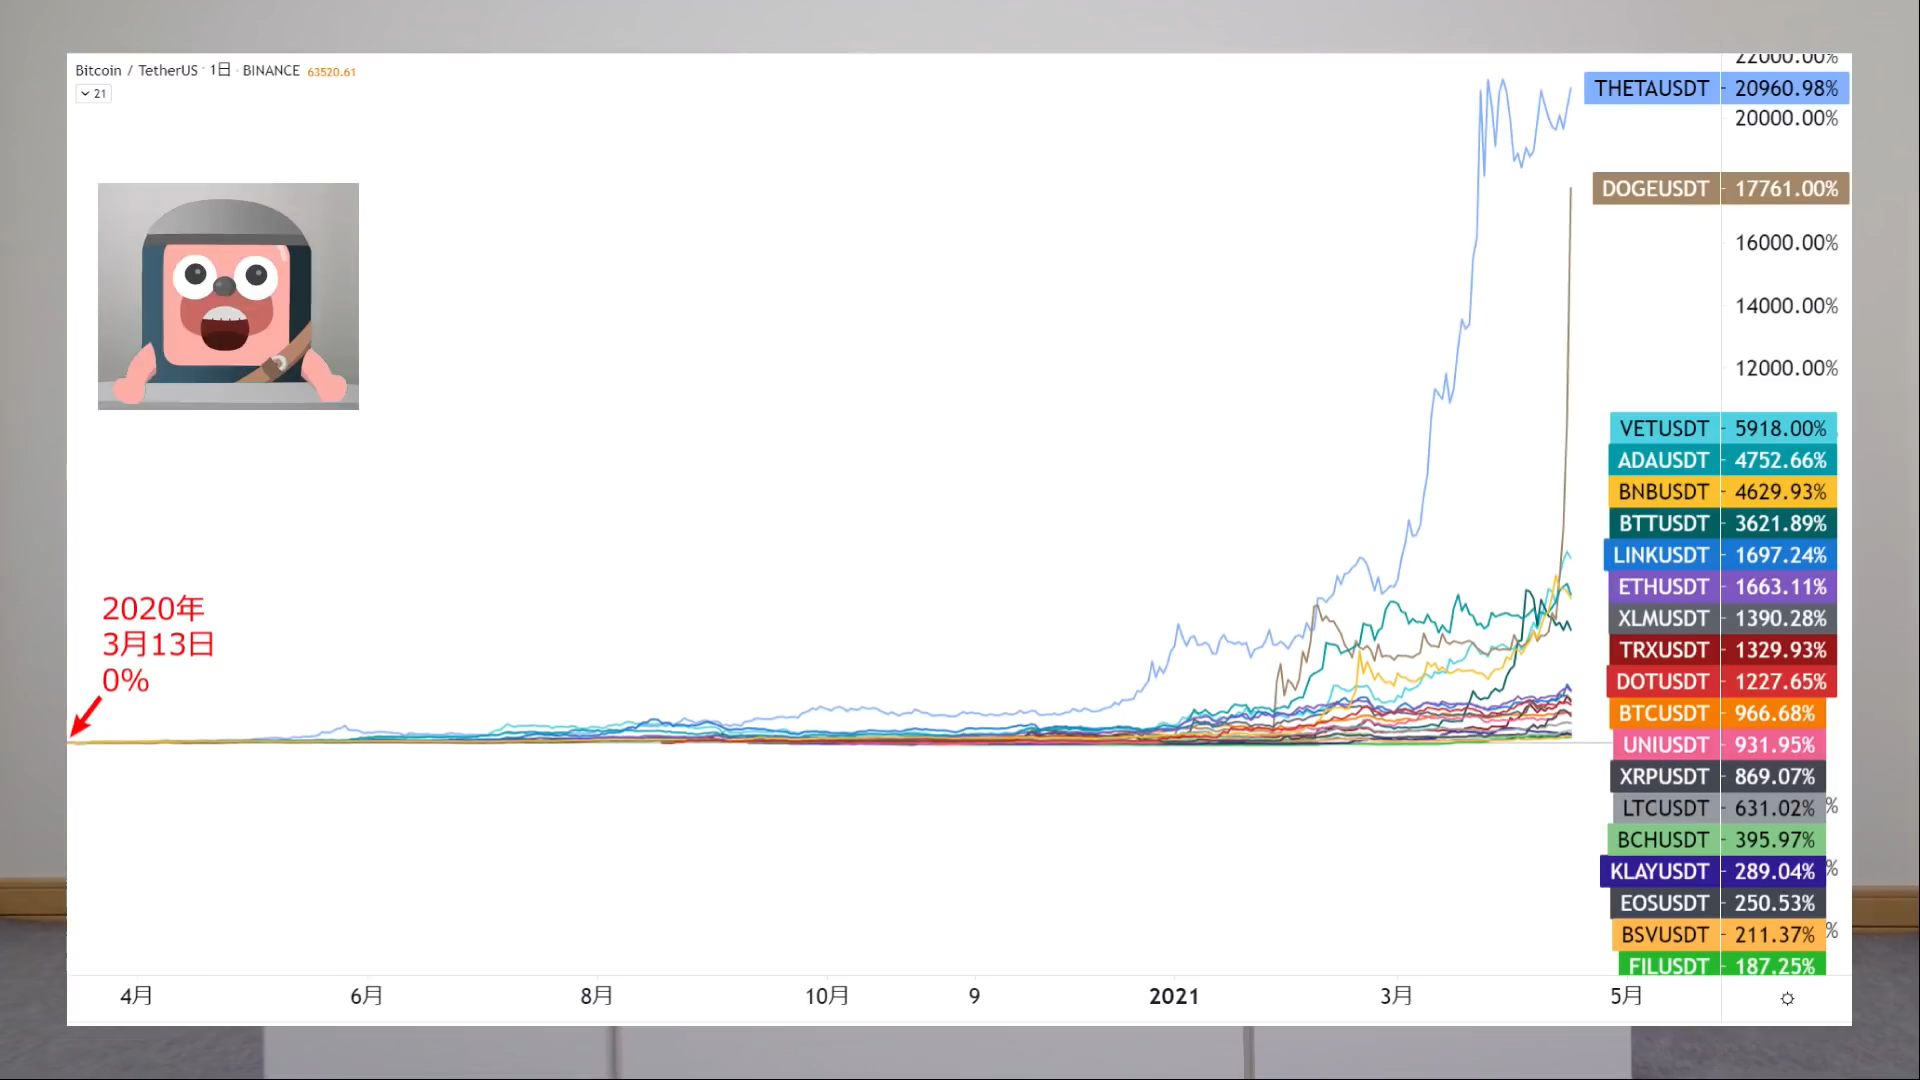 Bitcoin / TetherUS · 1日 · BINANCE 63520.61
21
22000.00%
THETAUSDT 20960.98%
20000.00%
DOGEUSDT 17761.00%
16000.00%
14000.00%
12000.00%
VETUSDT 5918.00%
ADAUSDT 4752.66%
BNBUSDT 4629.93%
BTTUSDT 3621.89%
LINKUSDT 1697.24%
ETHUSDT 1663.11%
XLMUSDT 1390.28%
TRXUSDT 1329.93%
DOTUSDT 1227.65%
BTCUSDT 966.68%
UNIUSDT 931.95%
XRPUSDT 869.07%
LTCUSDT 631.02%
BCHUSDT 395.97%
KLAYUSDT 289.04%
EOSUSDT 250.53%
BSVUSDT 211.37%
FILUSDT 187.25%
2020年
3月13日
0%
4月 6月 8月 10月 9 2021 3月 5月